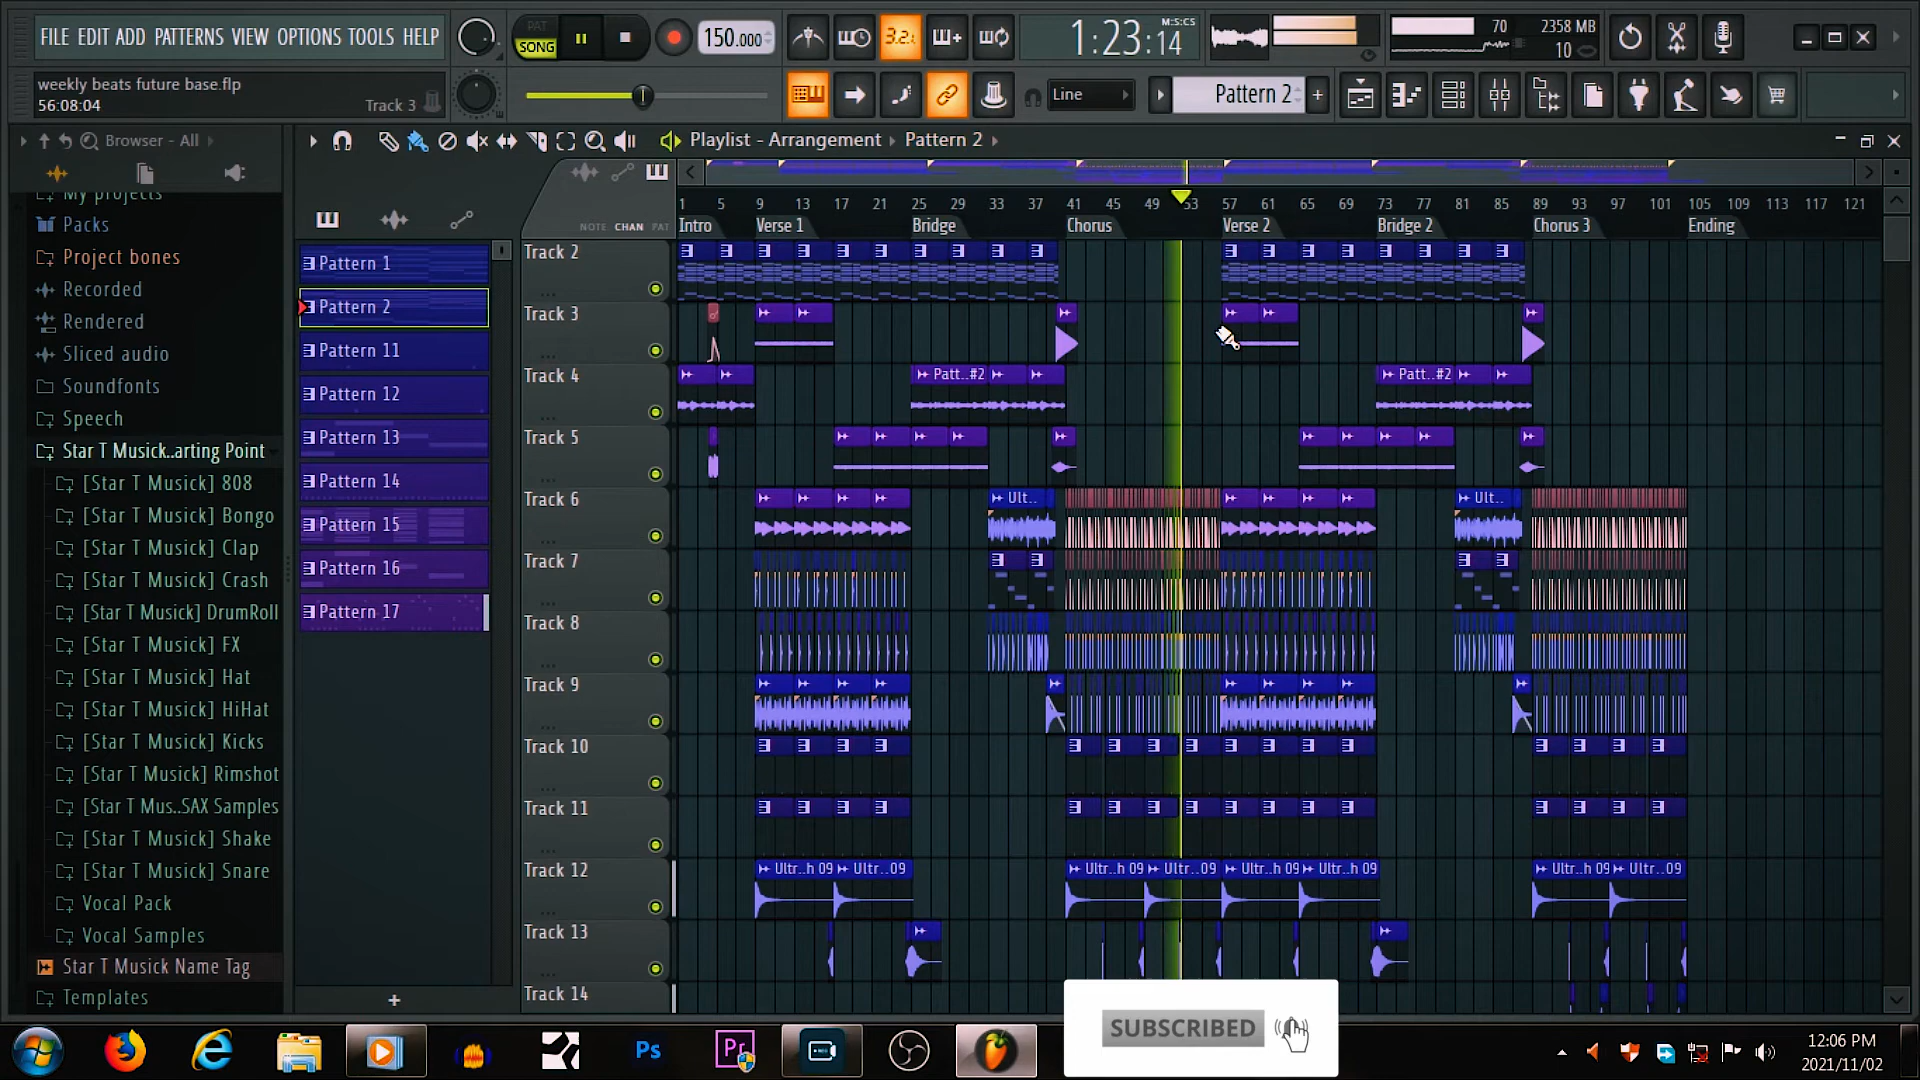 FILE EDIT ADD PATTERNS VIEW OPTIONS TOOLS HELP
PAT
SONG
150.000
3.2.
1:23:14
M:S:CS
70
2358 MB
10
weekly beats future base.flp
56:08:04
Track 3
Line
Pattern 2
Browser - All
Playlist - Arrangement
Pattern 2
My projects
Packs
Project bones
Recorded
Rendered
Sliced audio
Soundfonts
Speech
Star T Musick..arting Point
[Star T Musick] 808
[Star T Musick] Bongo
[Star T Musick] Clap
[Star T Musick] Crash
[Star T Musick] DrumRoll
[Star T Musick] FX
[Star T Musick] Hat
[Star T Musick] HiHat
[Star T Musick] Kicks
[Star T Musick] Rimshot
[Star T Mus..SAX Samples
[Star T Musick] Shake
[Star T Musick] Snare
Vocal Pack
Vocal Samples
Star T Musick Name Tag
Templates
Pattern 1
Pattern 2
Pattern 11
Pattern 12
Pattern 13
Pattern 14
Pattern 15
Pattern 16
Pattern 17
+
NOTE CHAN PAT
1 5 9 13 17 21 25 29 33 37 41 45 49 53 57 61 65 69 73 77 81 85 89 93 97 101 105 109 113 117 121
Intro Verse 1 Bridge Chorus Verse 2 Bridge 2 Chorus 3 Ending
Track 2
Track 3
Track 4
Patt..#2
Patt..#2
Track 5
Track 6
Ult..
Ult..
Track 7
Track 8
Track 9
Track 10
Track 11
Track 12
Ultr..h 09 Ultr..09
Ultr..h 09 Ultr..09 Ultr..h 09 Ultr..h 09
Ultr..h 09 Ultr..09
Track 13
Track 14
SUBSCRIBED
Ps
Pr
12:06 PM
2021/11/02